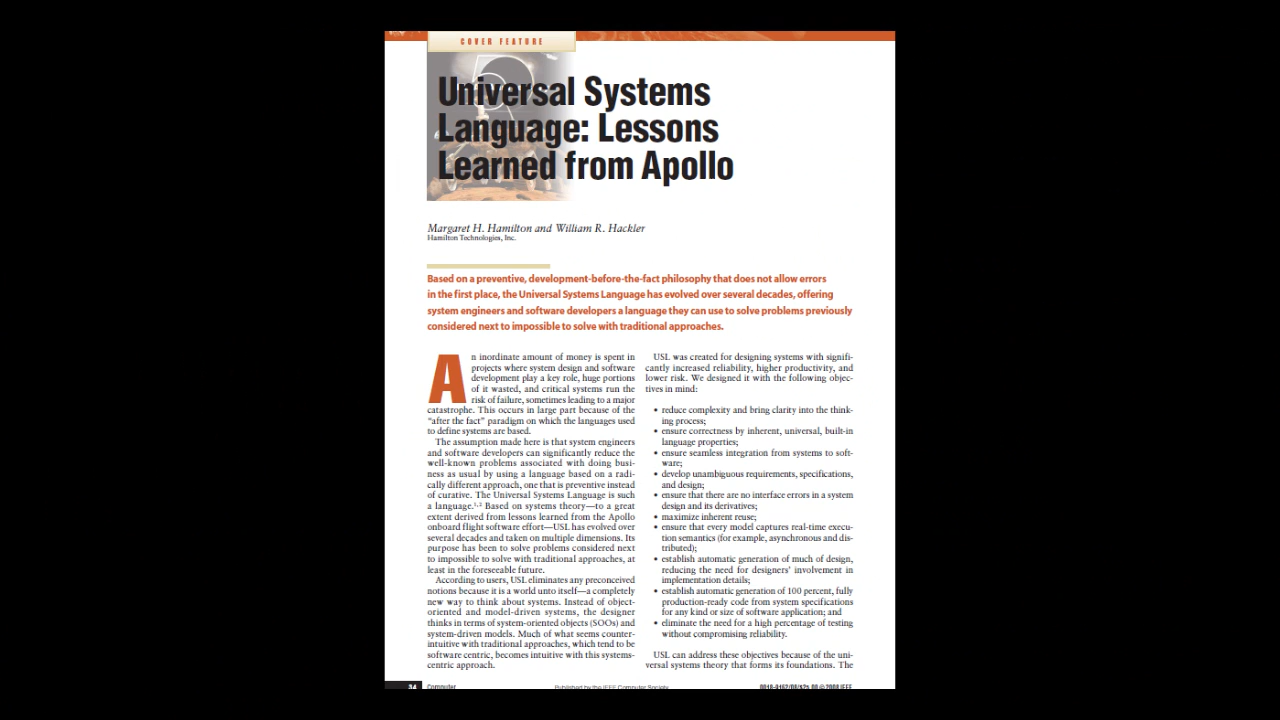 COVER FEATURE
Universal Systems
Language: Lessons
Learned from Apollo
Margaret H. Hamilton and William R. Hackler
Hamilton Technologies, Inc.
Based on a preventive, development-before-the-fact philosophy that does not allow errors
in the first place, the Universal Systems Language has evolved over several decades, offering
system engineers and software developers a language they can use to solve problems previously
considered next to impossible to solve with traditional approaches.
An inordinate amount of money is spent in
projects where system design and software
development play a key role, huge portions
of it wasted, and critical systems run the
risk of failure, sometimes leading to a major
catastrophe. This occurs in large part because of the
“after the fact” paradigm on which the languages used
to define systems are based.
The assumption made here is that system engineers
and software developers can significantly reduce the
well-known problems associated with doing busi-
ness as usual by using a language based on a radi-
cally different approach, one that is preventive instead
of curative. The Universal Systems Language is such
a language.¹,² Based on systems theory—to a great
extent derived from lessons learned from the Apollo
onboard flight software effort—USL has evolved over
several decades and taken on multiple dimensions. Its
purpose has been to solve problems considered next
to impossible to solve with traditional approaches, at
least in the foreseeable future.
According to users, USL eliminates any preconceived
notions because it is a world unto itself—a completely
new way to think about systems. Instead of object-
oriented and model-driven systems, the designer
thinks in terms of system-oriented objects (SOOs) and
system-driven models. Much of what seems counter-
intuitive with traditional approaches, which tend to be
software centric, becomes intuitive with this systems-
centric approach.
USL was created for designing systems with signifi-
cantly increased reliability, higher productivity, and
lower risk. We designed it with the following objec-
tives in mind:
• reduce complexity and bring clarity into the think-
ing process;
• ensure correctness by inherent, universal, built-in
language properties;
• ensure seamless integration from systems to soft-
ware;
• develop unambiguous requirements, specifications,
and design;
• ensure that there are no interface errors in a system
design and its derivatives;
• maximize inherent reuse;
• ensure that every model captures real-time execu-
tion semantics (for example, asynchronous and dis-
tributed);
• establish automatic generation of much of design,
reducing the need for designers’ involvement in
implementation details;
• establish automatic generation of 100 percent, fully
production-ready code from system specifications
for any kind or size of software application; and
• eliminate the need for a high percentage of testing
without compromising reliability.
USL can address these objectives because of the uni-
versal systems theory that forms its foundations. The
34 Computer Published by the IEEE Computer Society 0018-9162/08/$25.00 © 2008 IEEE